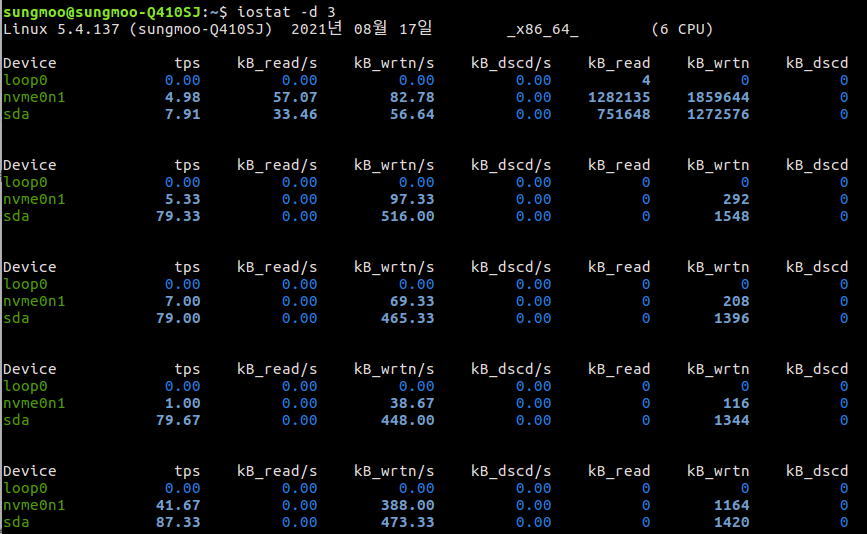 sungmoo@sungmoo-Q410SJ:~$ iostat -d 3
Linux 5.4.137 (sungmoo-Q410SJ) 2021년 08월 17일 _x86_64_ (6 CPU)
Device tps kB_read/s kB_wrtn/s kB_dscd/s kB_read kB_wrtn kB_dscd
loop0 0.00 0.00 0.00 0.00 4 0 0
nvme0n1 4.98 57.07 82.78 0.00 1282135 1859644 0
sda 7.91 33.46 56.64 0.00 751648 1272576 0
Device tps kB_read/s kB_wrtn/s kB_dscd/s kB_read kB_wrtn kB_dscd
loop0 0.00 0.00 0.00 0.00 0 0 0
nvme0n1 5.33 0.00 97.33 0.00 0 292 0
sda 79.33 0.00 516.00 0.00 0 1548 0
Device tps kB_read/s kB_wrtn/s kB_dscd/s kB_read kB_wrtn kB_dscd
loop0 0.00 0.00 0.00 0.00 0 0 0
nvme0n1 7.00 0.00 69.33 0.00 0 208 0
sda 79.00 0.00 465.33 0.00 0 1396 0
Device tps kB_read/s kB_wrtn/s kB_dscd/s kB_read kB_wrtn kB_dscd
loop0 0.00 0.00 0.00 0.00 0 0 0
nvme0n1 1.00 0.00 38.67 0.00 0 116 0
sda 79.67 0.00 448.00 0.00 0 1344 0
Device tps kB_read/s kB_wrtn/s kB_dscd/s kB_read kB_wrtn kB_dscd
loop0 0.00 0.00 0.00 0.00 0 0 0
nvme0n1 41.67 0.00 388.00 0.00 0 1164 0
sda 87.33 0.00 473.33 0.00 0 1420 0